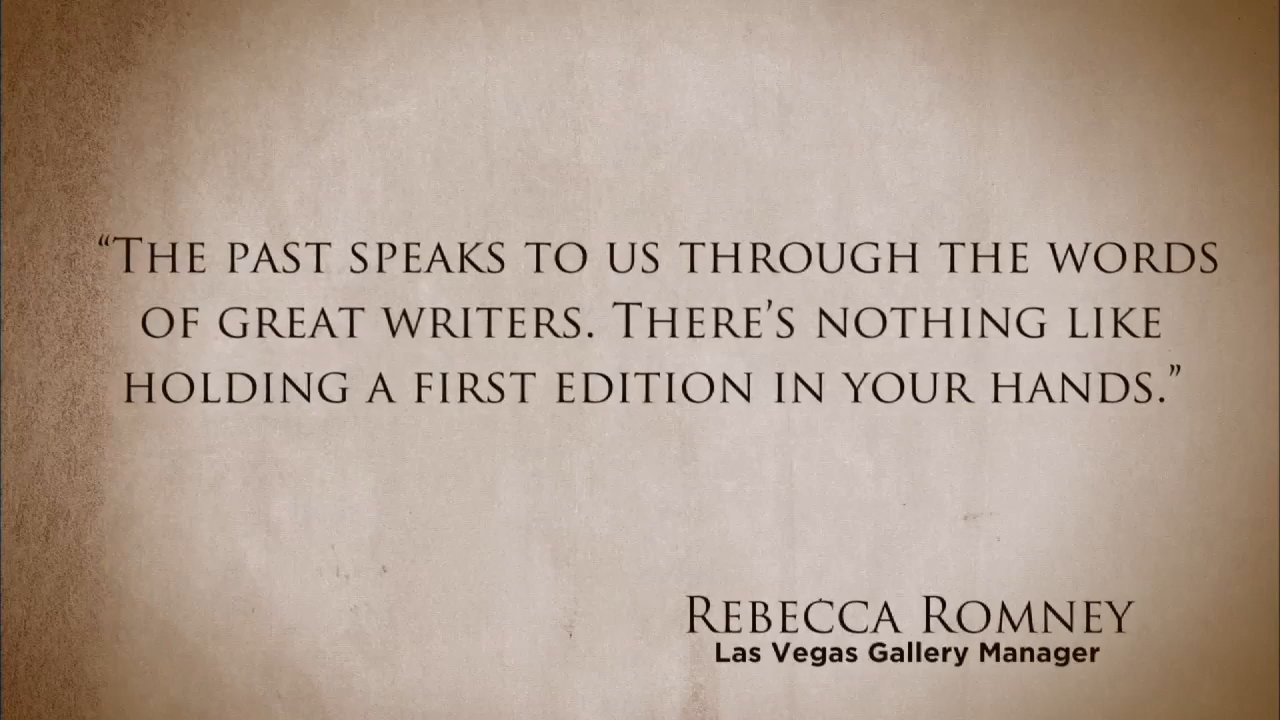 “The past speaks to us through the words
of great writers. There’s nothing like
holding a first edition in your hands.”
Rebecca Romney
Las Vegas Gallery Manager